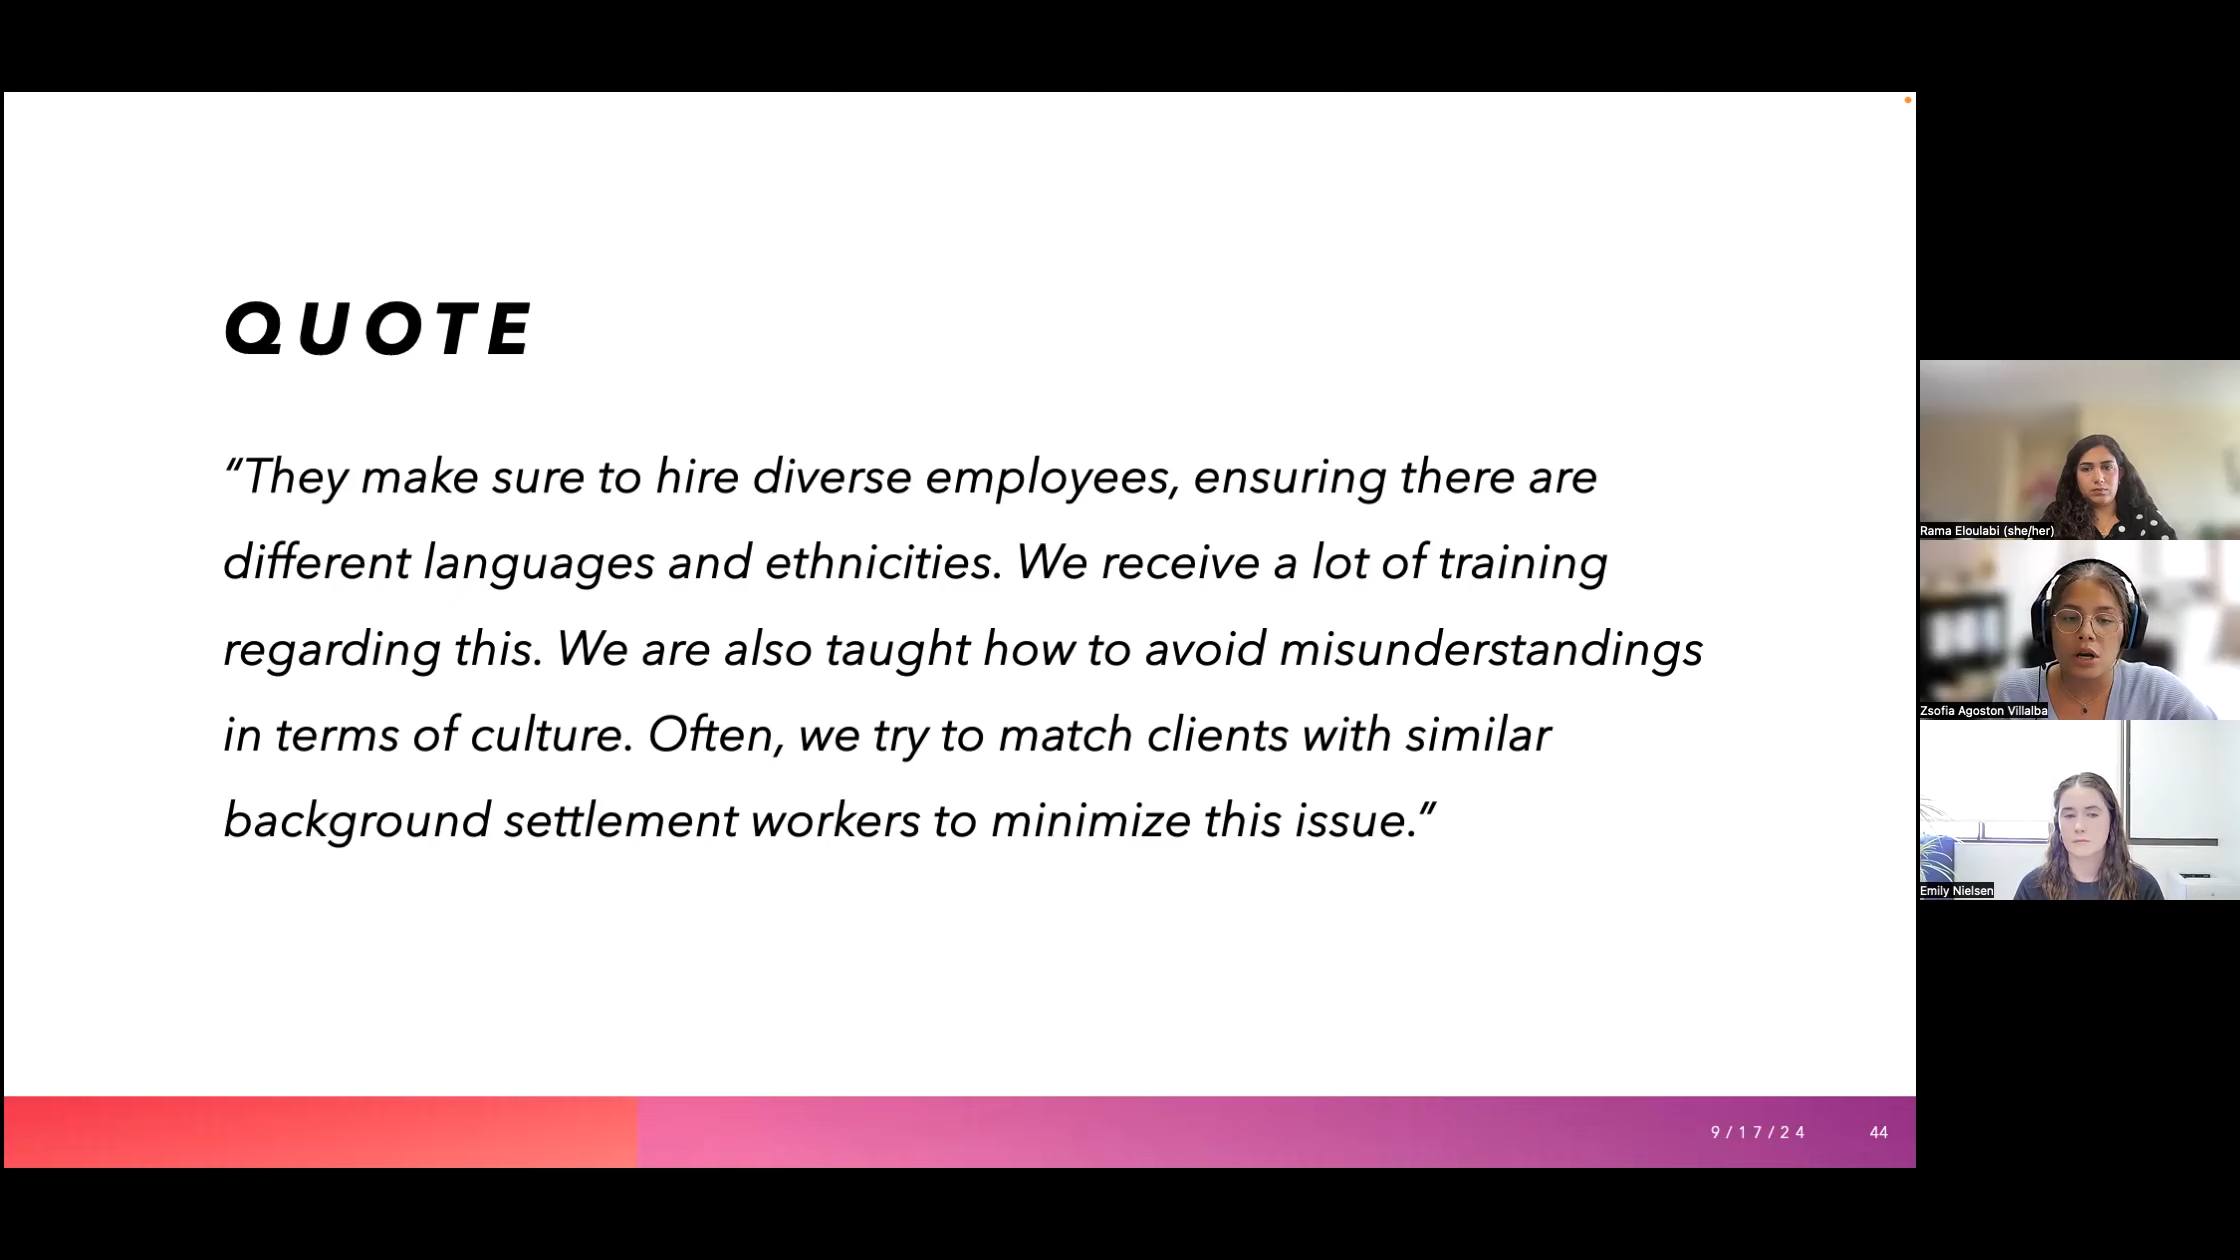 QUOTE
“They make sure to hire diverse employees, ensuring there are
different languages and ethnicities. We receive a lot of training
regarding this. We are also taught how to avoid misunderstandings
in terms of culture. Often, we try to match clients with similar
background settlement workers to minimize this issue.”
9/17/24
44
Rama Eloulabi (she/her)
Zsofia Agoston Villalba
Emily Nielsen